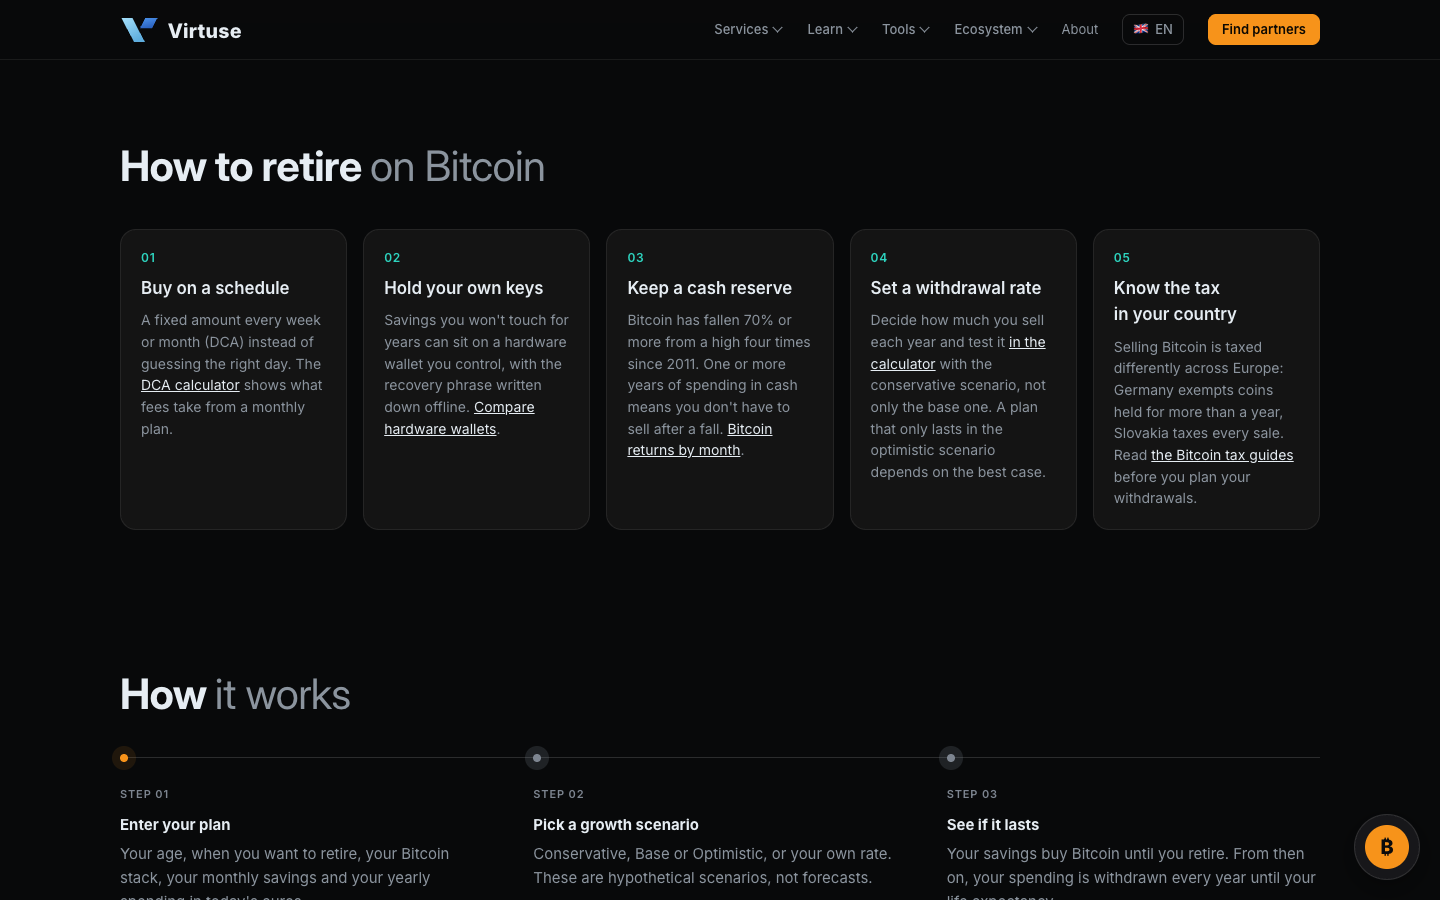 Virtuse
Services
Learn
Tools
Ecosystem
About
EN
Find partners
How to retire on Bitcoin
01
Buy on a schedule
A fixed amount every week
or month (DCA) instead of
guessing the right day. The
DCA calculator shows what
fees take from a monthly
plan.
02
Hold your own keys
Savings you won't touch for
years can sit on a hardware
wallet you control, with the
recovery phrase written
down offline. Compare
hardware wallets.
03
Keep a cash reserve
Bitcoin has fallen 70% or
more from a high four times
since 2011. One or more
years of spending in cash
means you don't have to
sell after a fall. Bitcoin
returns by month.
04
Set a withdrawal rate
Decide how much you sell
each year and test it in the
calculator with the
conservative scenario, not
only the base one. A plan
that only lasts in the
optimistic scenario
depends on the best case.
05
Know the tax
in your country
Selling Bitcoin is taxed
differently across Europe:
Germany exempts coins
held for more than a year,
Slovakia taxes every sale.
Read the Bitcoin tax guides
before you plan your
withdrawals.
How it works
STEP 01
Enter your plan
Your age, when you want to retire, your Bitcoin
stack, your monthly savings and your yearly
spending in today's euros.
STEP 02
Pick a growth scenario
Conservative, Base or Optimistic, or your own rate.
These are hypothetical scenarios, not forecasts.
STEP 03
See if it lasts
Your savings buy Bitcoin until you retire. From then
on, your spending is withdrawn every year until your
life expectancy.